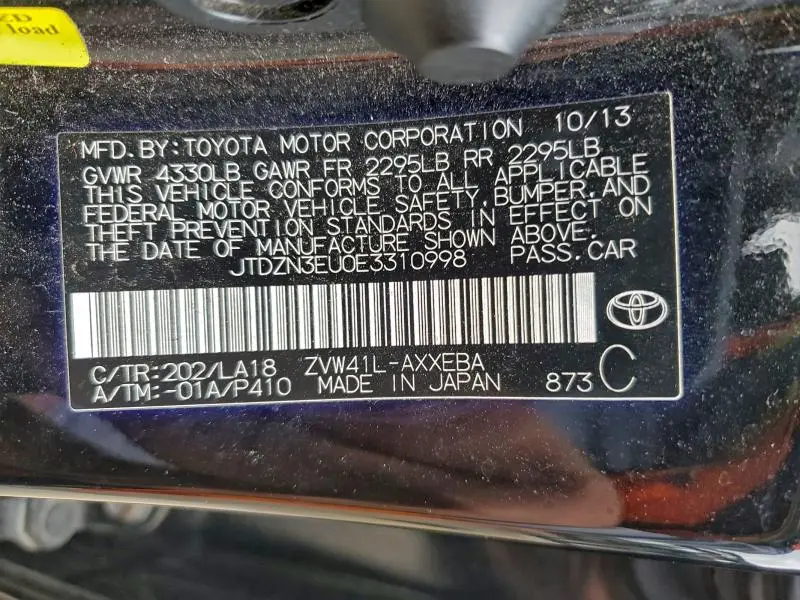 ED
load
MFD. BY: TOYOTA MOTOR CORPORATION 10/13
GVWR 4330LB GAWR FR 2295LB RR 2295LB
THIS VEHICLE CONFORMS TO ALL APPLICABLE
FEDERAL MOTOR VEHICLE SAFETY, BUMPER, AND
THEFT PREVENTION STANDARDS IN EFFECT ON
THE DATE OF MANUFACTURE SHOWN ABOVE.
JTDZN3EU0E3310998 PASS. CAR
C/TR: 202/LA18 ZVW41L-AXXEBA
A/TM: -01A/P410 MADE IN JAPAN 873 C